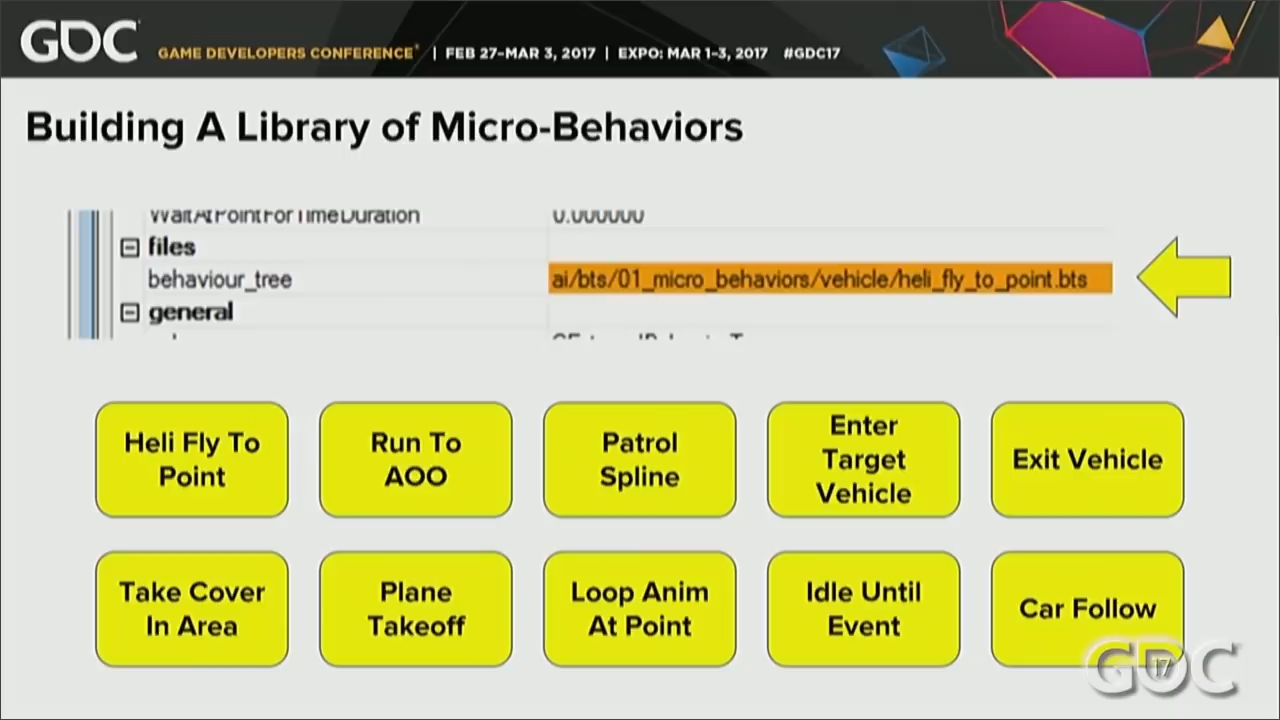 GDC GAME DEVELOPERS CONFERENCE® | FEB 27–MAR 3, 2017 | EXPO: MAR 1–3, 2017 #GDC17
Building A Library of Micro-Behaviors
WaitAtPointForTimeDuration 0.000000
files
behaviour_tree ai/bts/01_micro_behaviors/vehicle/heli_fly_to_point.bts
general
Heli Fly To
Point
Run To
AOO
Patrol
Spline
Enter
Target
Vehicle
Exit Vehicle
Take Cover
In Area
Plane
Takeoff
Loop Anim
At Point
Idle Until
Event
Car Follow
GDC
17